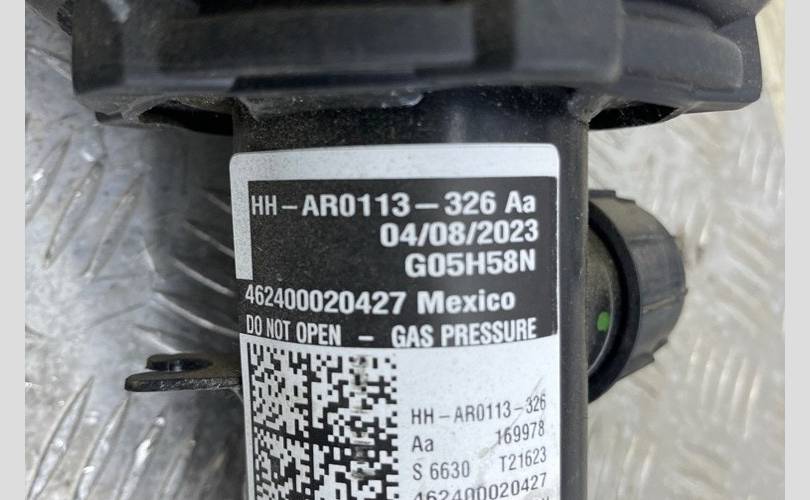 HH-AR0113-326 Aa
04/08/2023
G05H58N
462400020427 Mexico
DO NOT OPEN - GAS PRESSURE
HH-AR0113-326
Aa 169978
S 6630 T21623
462400020427